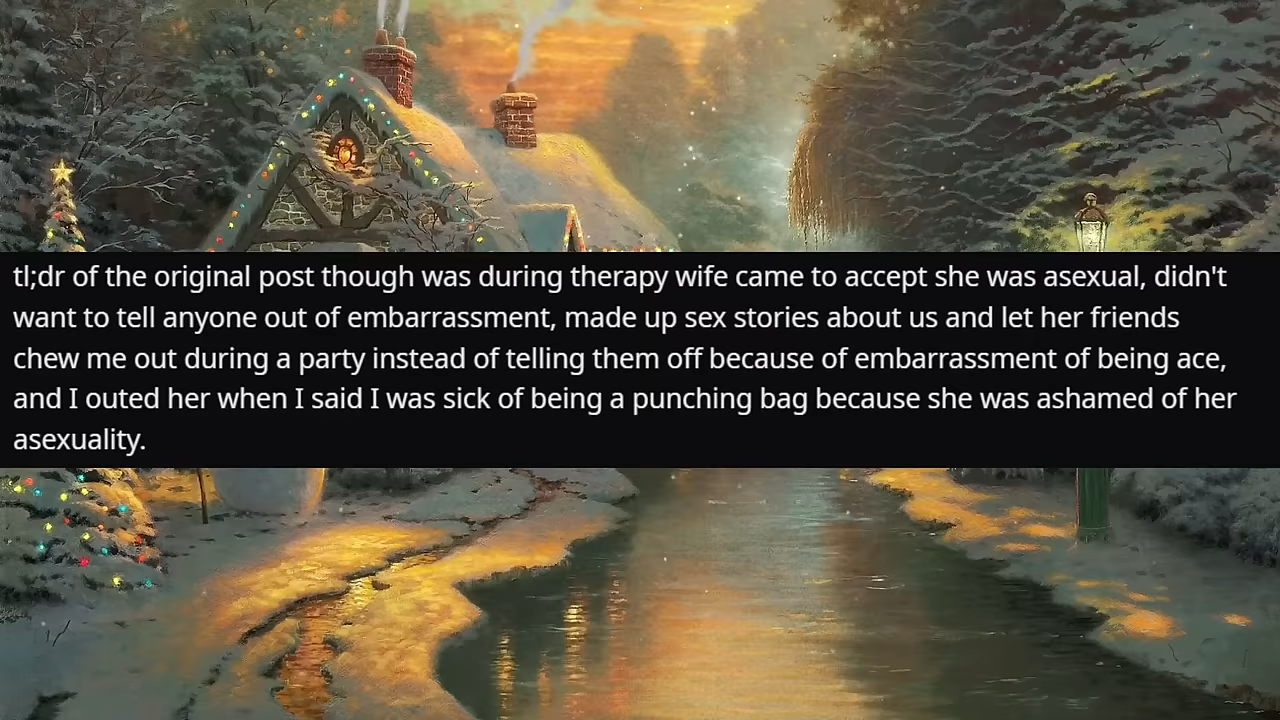 tl;dr of the original post though was during therapy wife came to accept she was asexual, didn't
want to tell anyone out of embarrassment, made up sex stories about us and let her friends
chew me out during a party instead of telling them off because of embarrassment of being ace,
and I outed her when I said I was sick of being a punching bag because she was ashamed of her
asexuality.